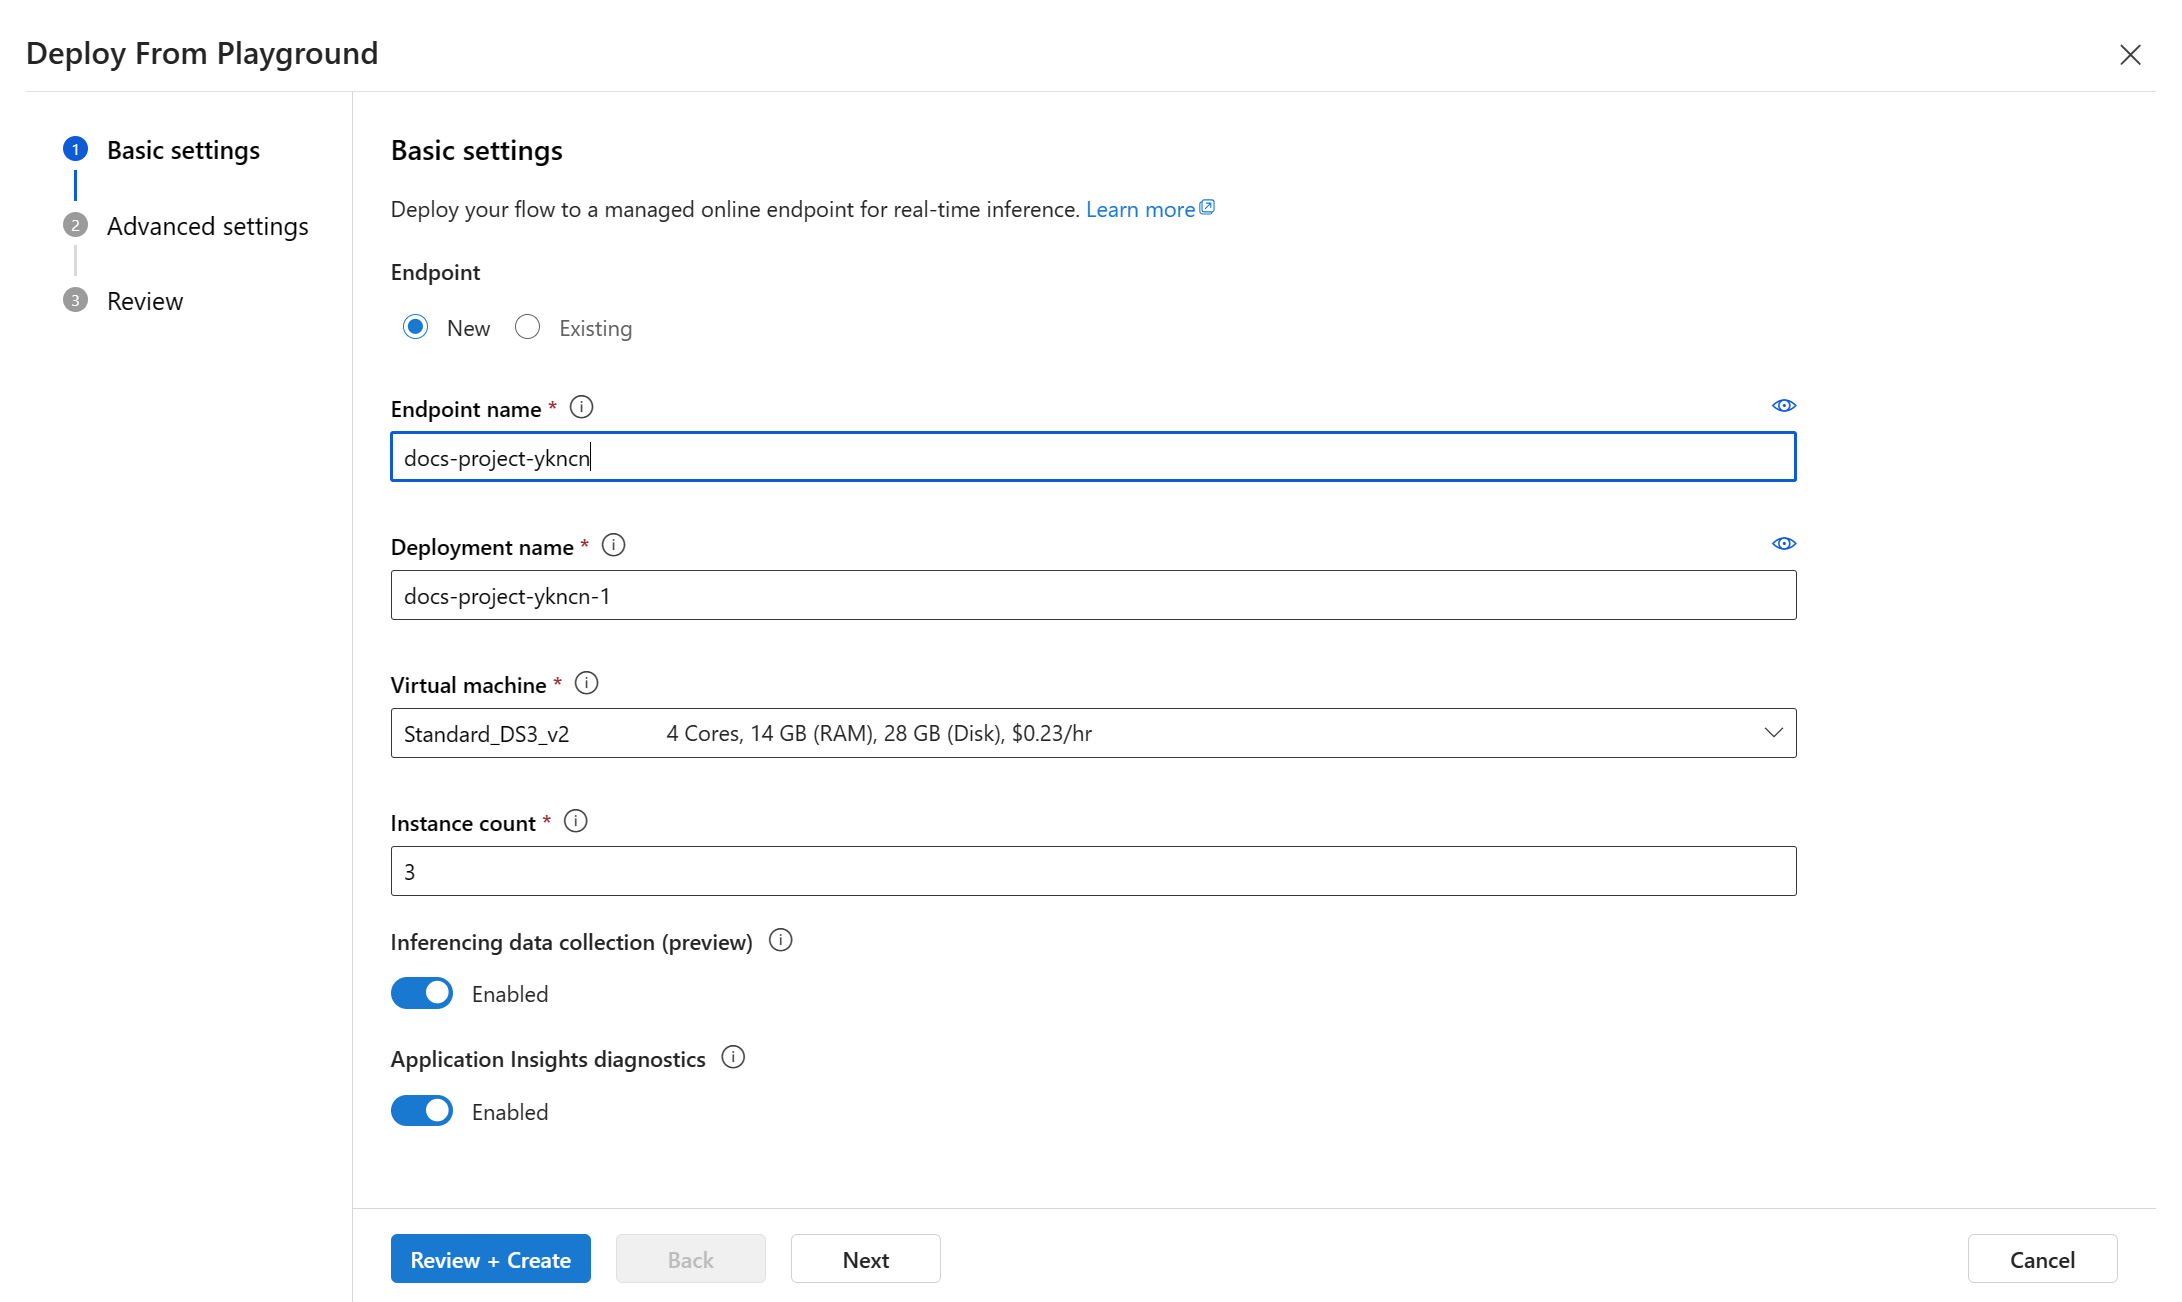 Deploy From Playground
1 Basic settings
2 Advanced settings
3 Review
Basic settings
Deploy your flow to a managed online endpoint for real-time inference. Learn more
Endpoint
New Existing
Endpoint name *
docs-project-ykncn
Deployment name *
docs-project-ykncn-1
Virtual machine *
Standard_DS3_v2 4 Cores, 14 GB (RAM), 28 GB (Disk), $0.23/hr
Instance count *
3
Inferencing data collection (preview)
Enabled
Application Insights diagnostics
Enabled
Review + Create Back Next Cancel